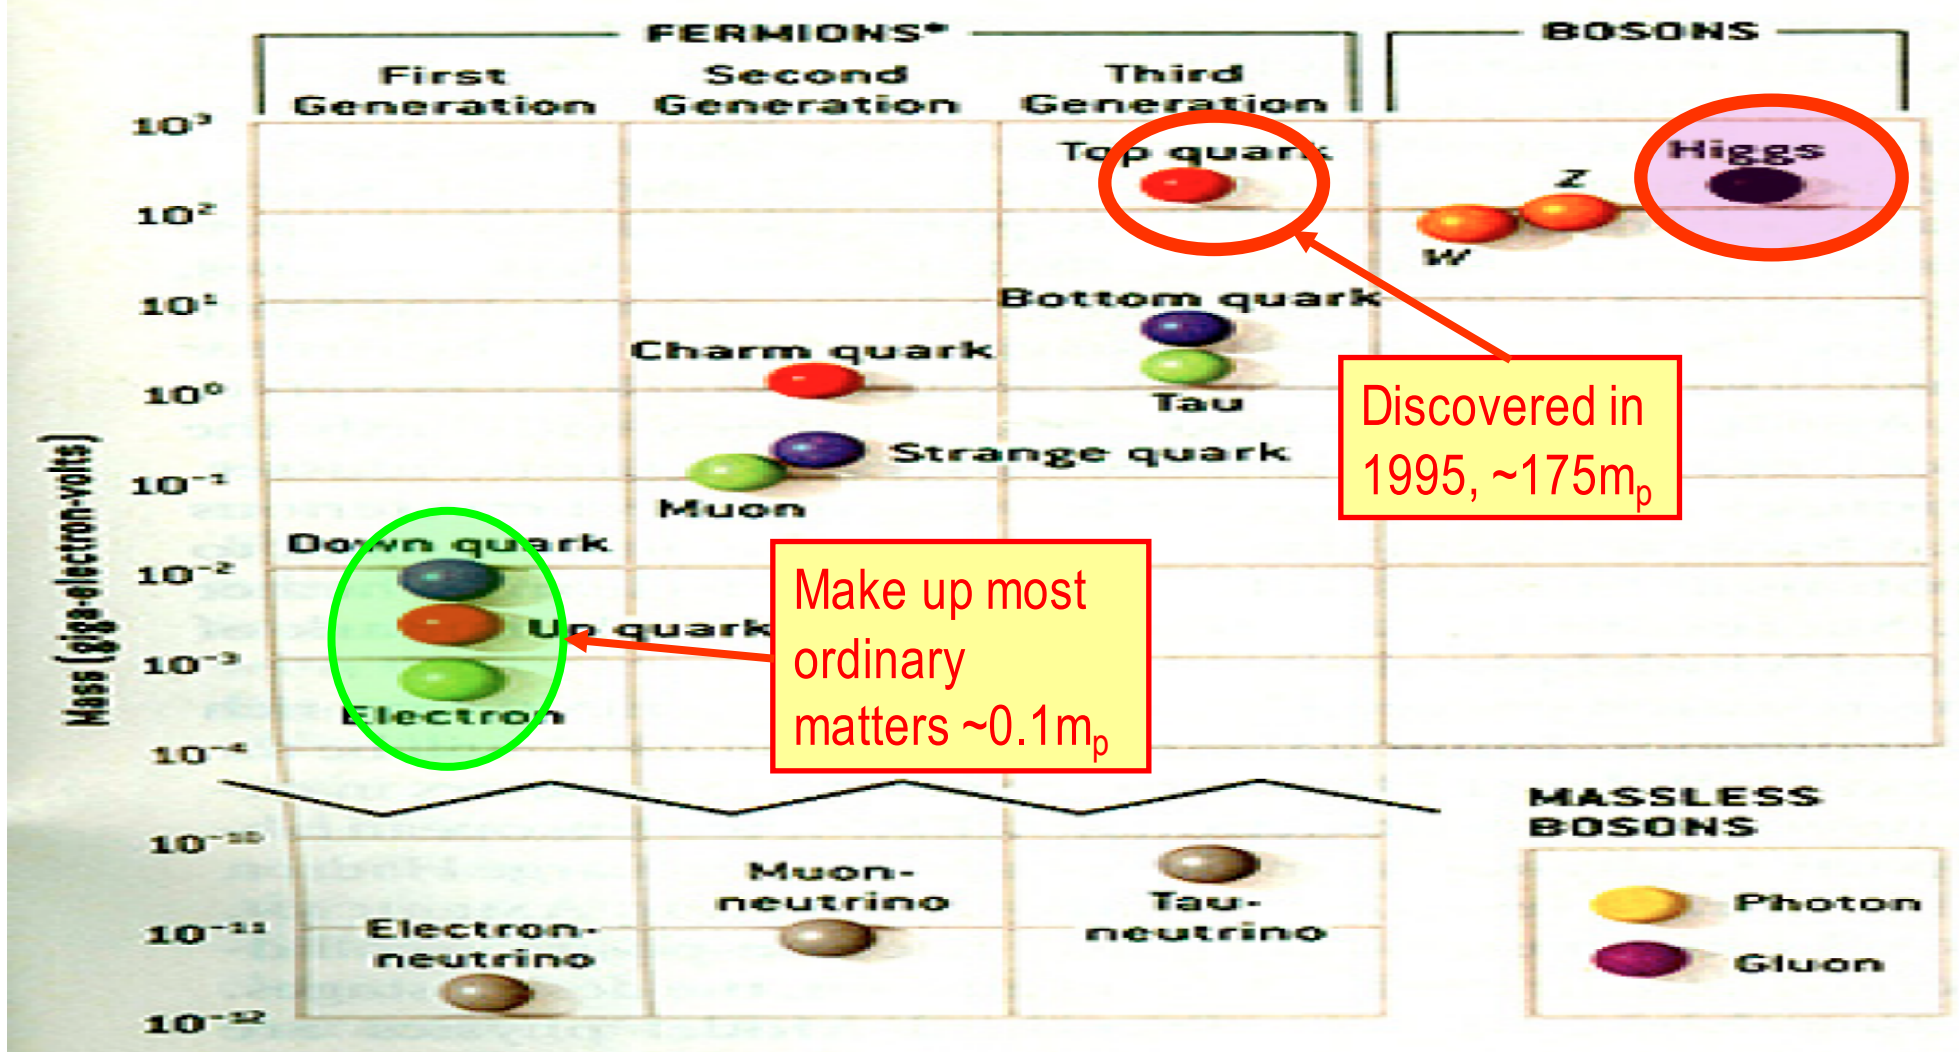 FERMIONS*
BOSONS
First
Generation
Second
Generation
Third
Generation
10³
10²
10¹
10⁰
10⁻¹
10⁻²
10⁻³
10⁻⁴
10⁻¹⁰
10⁻¹¹
10⁻¹²
Mass (giga-electron-volts)
Top quark
Higgs
Z
W
Bottom quark
Charm quark
Tau
Strange quark
Muon
Down quark
Up quark
Electron
Discovered in
1995, ~175mₚ
Make up most
ordinary
matters ~0.1mₚ
MASSLESS
BOSONS
Photon
Gluon
Muon-
neutrino
Tau-
neutrino
Electron-
neutrino